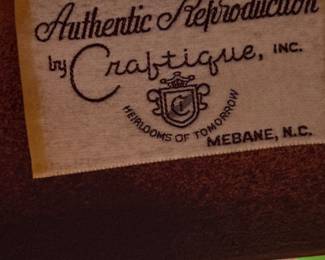 Authentic Reproduction
by Craftique, INC.
HEIRLOOMS OF TOMORROW
MEBANE, N.C.